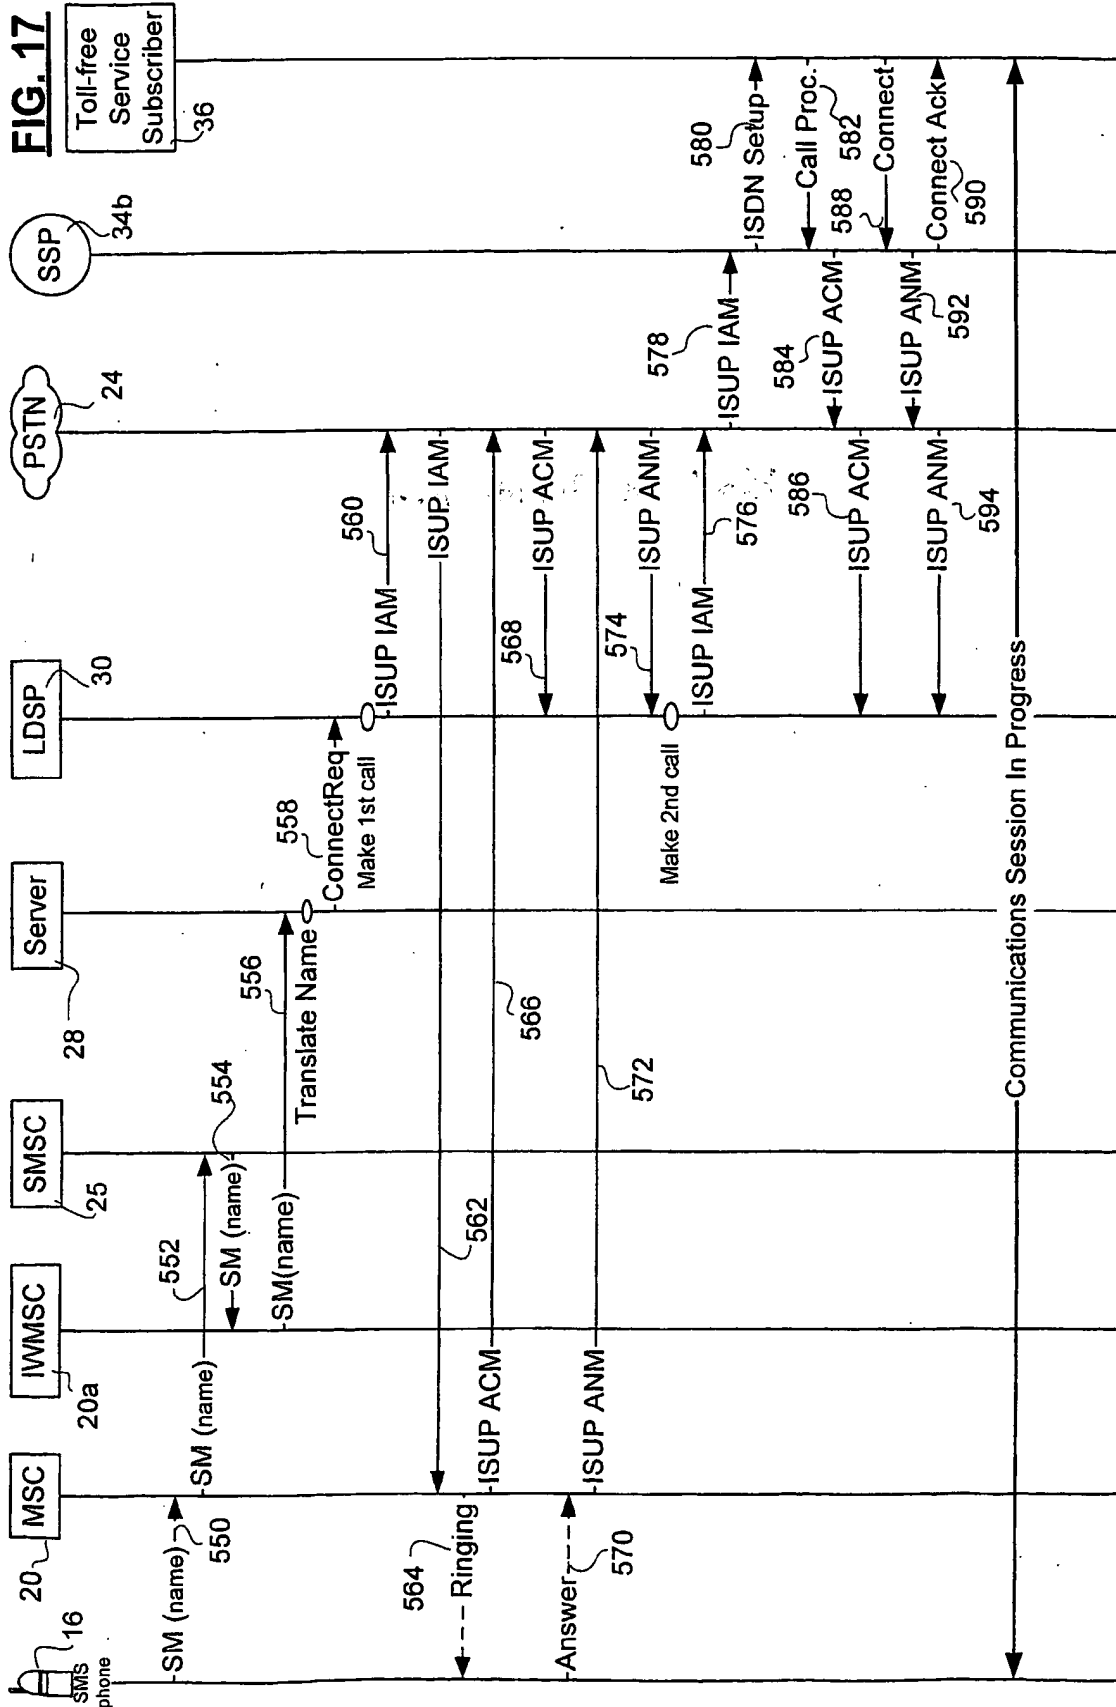 FIG. 17
SMS phone
16
MSC
20
IWMSC
20a
SMSC
25
Server
28
LDSP
30
PSTN
24
SSP
34b
Toll-free
Service
Subscriber
36
SM (name)
550
SM (name)
552
SM (name)
554
SM(name)
556
Translate Name
ConnectReq
558
Make 1st call
ISUP IAM
560
ISUP IAM
562
Ringing
564
ISUP ACM
566
ISUP ACM
568
Answer
570
ISUP ANM
572
ISUP ANM
574
Make 2nd call
ISUP IAM
576
ISUP IAM
578
ISDN Setup
580
Call Proc.
582
ISUP ACM
584
ISUP ACM
586
Connect
588
Connect Ack
590
ISUP ANM
592
ISUP ANM
594
Communications Session In Progress